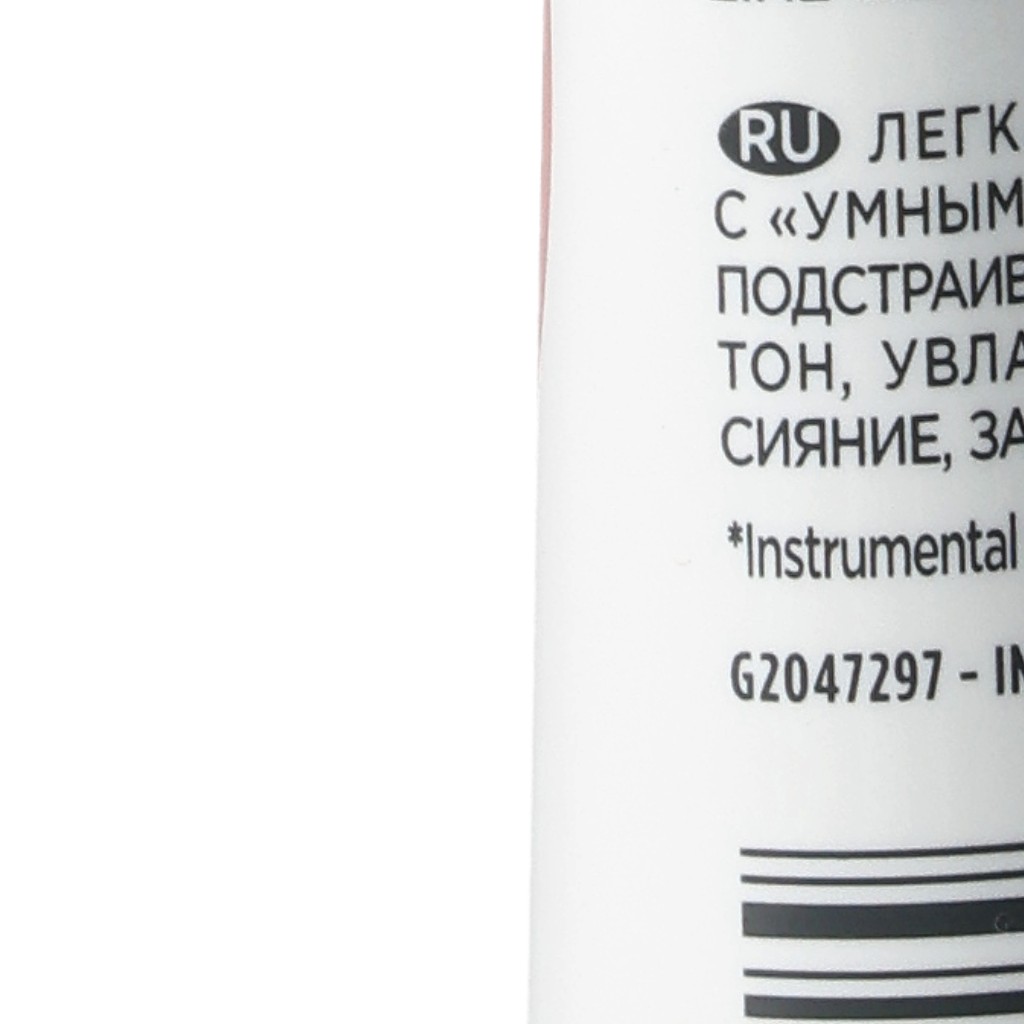 RU ЛЕГК
С «УМНЫМ
ПОДСТРАИВ
ТОН, УВЛА
СИЯНИЕ, ЗА
*Instrumental
G2047297 - IN